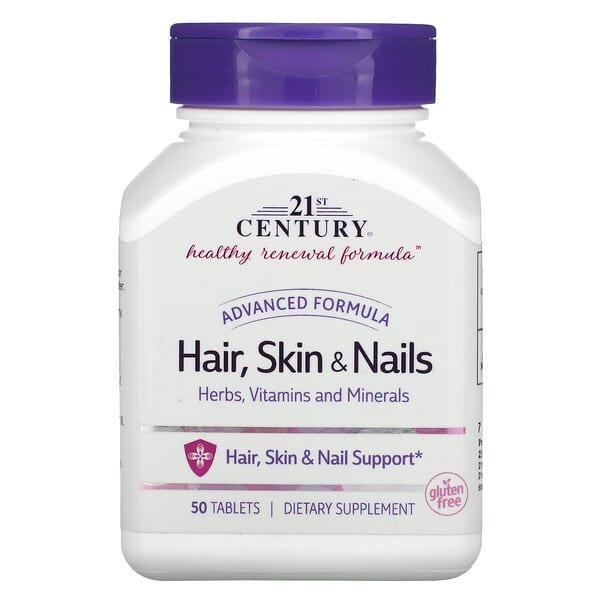 21ST
CENTURY®
healthy renewal formula™
ADVANCED FORMULA
Hair, Skin & Nails
Herbs, Vitamins and Minerals
Hair, Skin & Nail Support*
50 TABLETS | DIETARY SUPPLEMENT
gluten
free